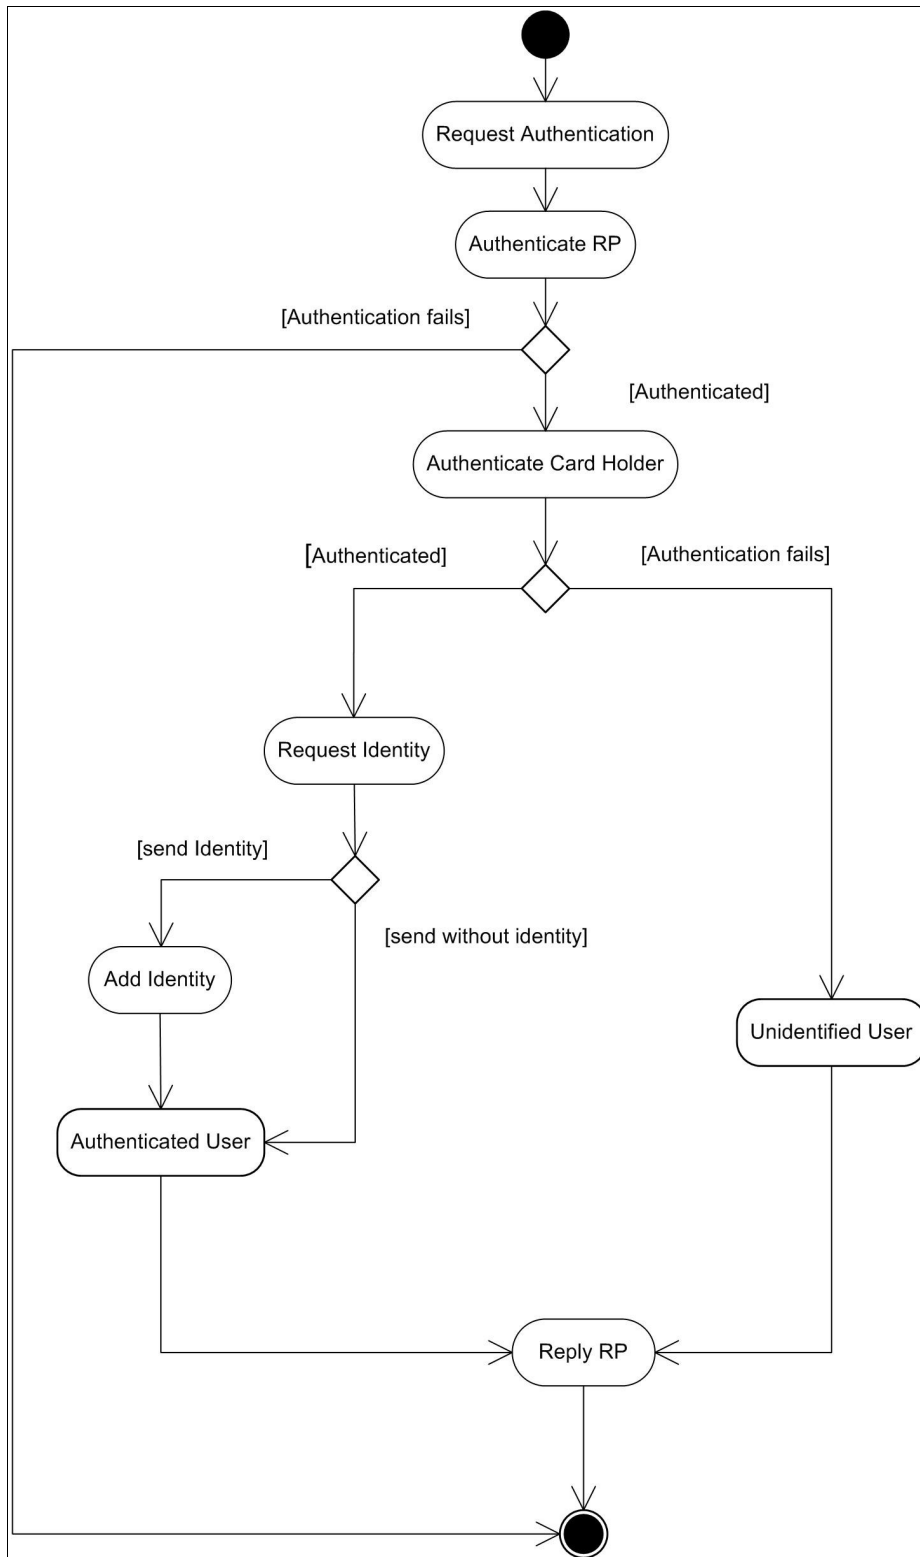 Request Authentication
Authenticate RP
[Authentication fails]
[Authenticated]
Authenticate Card Holder
[Authenticated]
[Authentication fails]
Request Identity
[send Identity]
[send without identity]
Add Identity
Unidentified User
Authenticated User
Reply RP